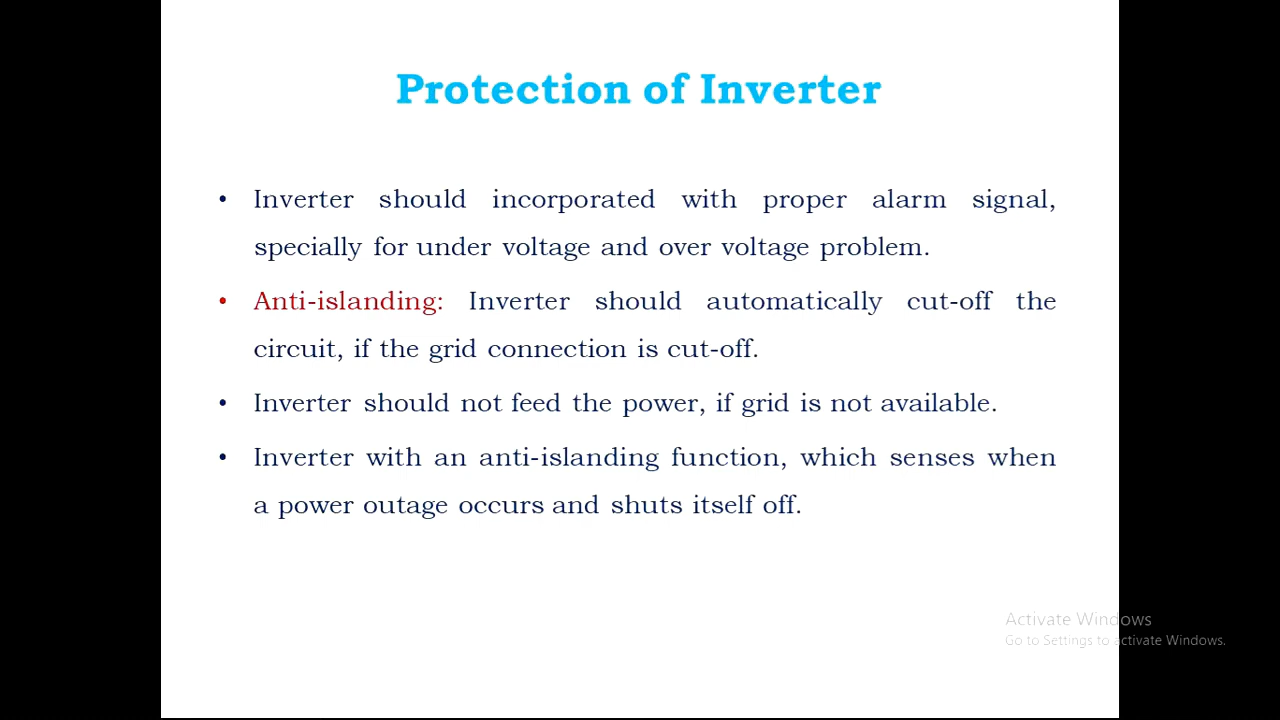 Protection of Inverter
• Inverter should incorporated with proper alarm signal,
specially for under voltage and over voltage problem.
• Anti-islanding: Inverter should automatically cut-off the
circuit, if the grid connection is cut-off.
• Inverter should not feed the power, if grid is not available.
• Inverter with an anti-islanding function, which senses when
a power outage occurs and shuts itself off.
Activate Windows
Go to Settings to activate Windows.